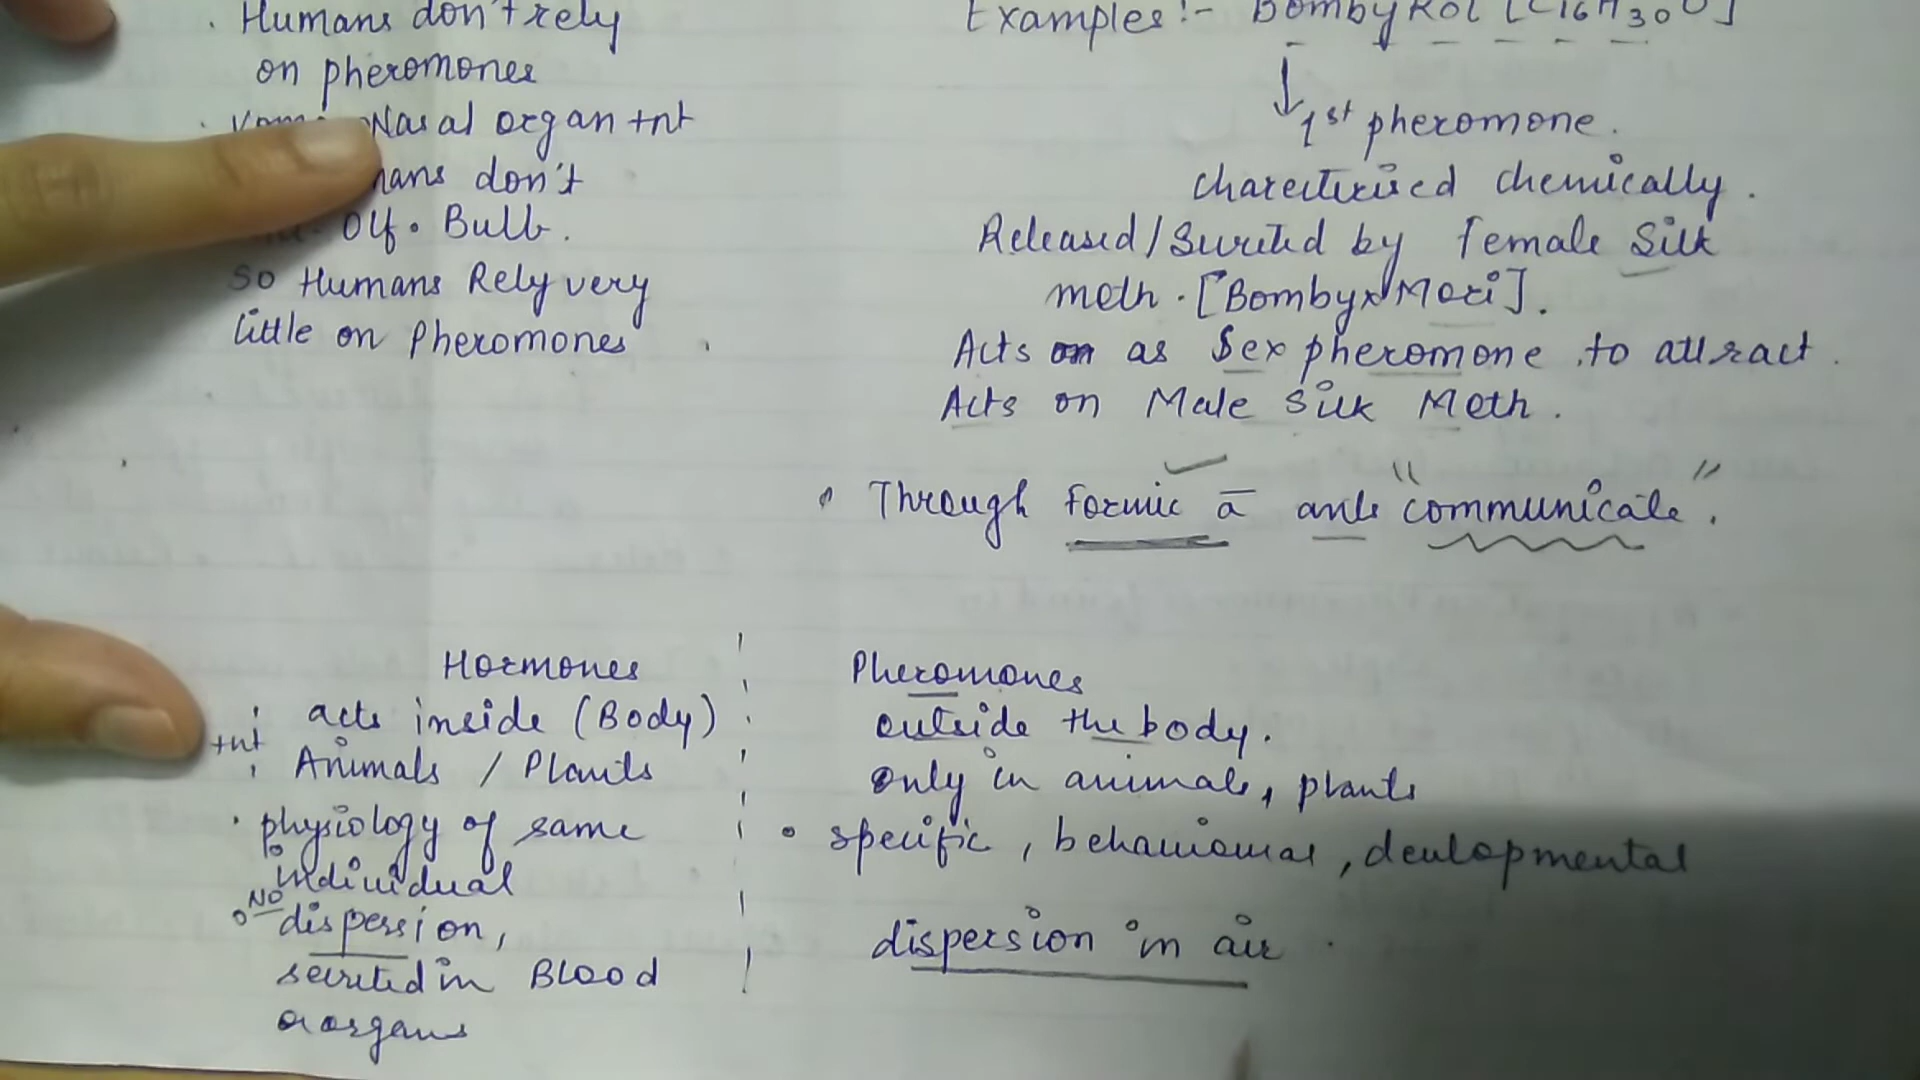 . Humans don't rely
on pheromones
. Nasal organ +nt
don't
Olf. Bulb.
so Humans Rely very
little on Pheromones
Examples :- BombyKol [C16H30O]
↓
1st pheromone.
charecterised chemically.
Released/Secreted by female Silk
moth. [Bombyx Mori].
Acts as Sex pheromone to attract.
Acts on Male Silk Moth.
• Through Formic a ants "communicate".
Hormones
: acts inside (Body)
+nt
Animals / Plants
• physiology of same
individual
• NO dispersion,
secreted in Blood
or organs
Pheromones
outside the body.
only in animals, plants
• specific, behavioural, developmental
dispersion in air.